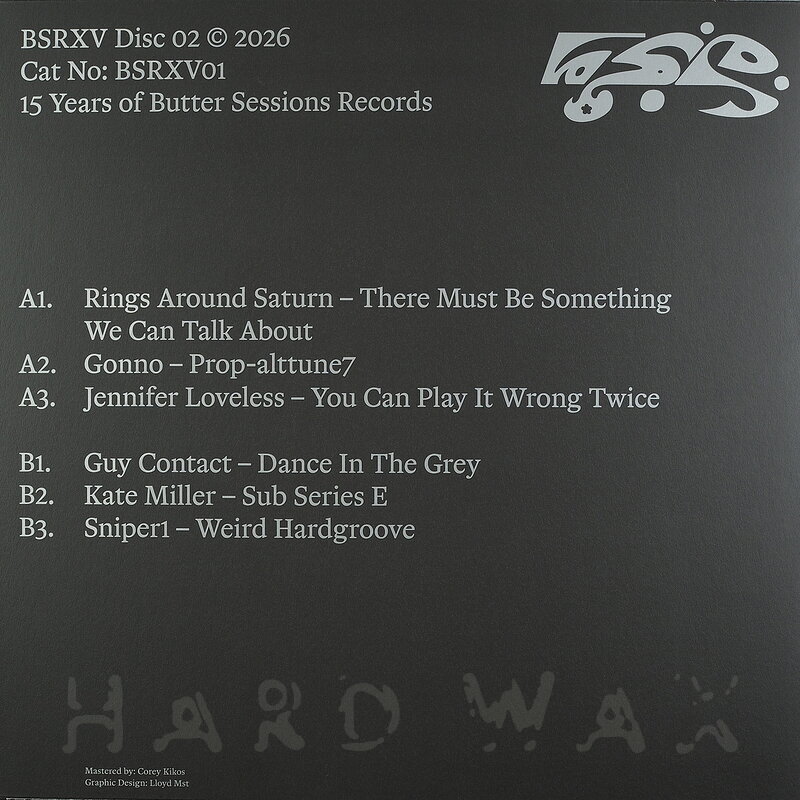 BSRXV Disc 02 © 2026
Cat No: BSRXV01
15 Years of Butter Sessions Records
A1. Rings Around Saturn – There Must Be Something
We Can Talk About
A2. Gonno – Prop-alttune7
A3. Jennifer Loveless – You Can Play It Wrong Twice
B1. Guy Contact – Dance In The Grey
B2. Kate Miller – Sub Series E
B3. Sniper1 – Weird Hardgroove
HARD WAX
Mastered by: Corey Kikos
Graphic Design: Lloyd Mst